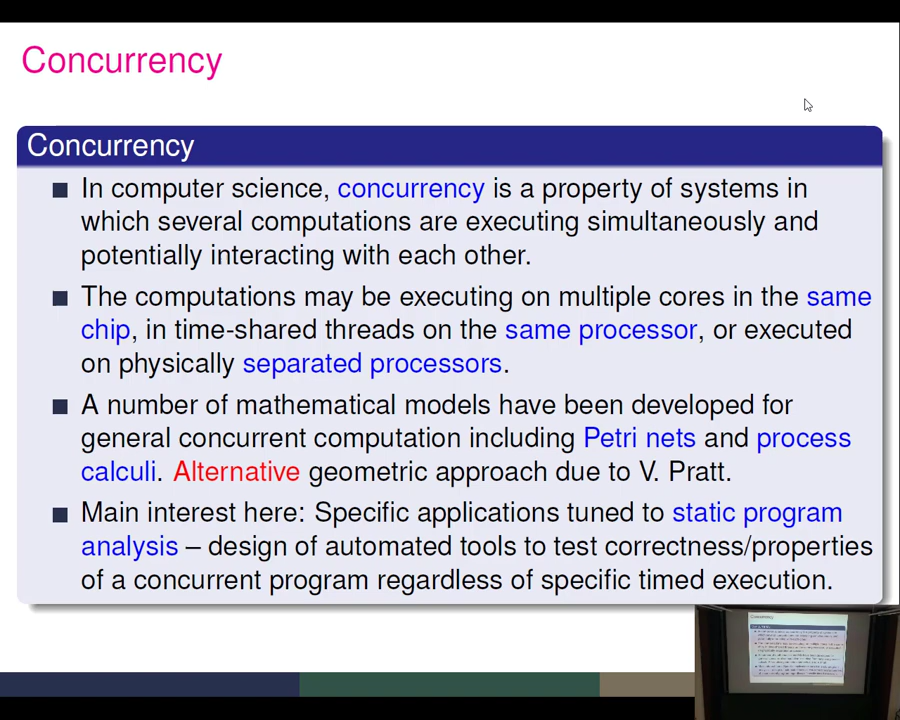 Concurrency
Concurrency
In computer science, concurrency is a property of systems in
which several computations are executing simultaneously and
potentially interacting with each other.
The computations may be executing on multiple cores in the same
chip, in time-shared threads on the same processor, or executed
on physically separated processors.
A number of mathematical models have been developed for
general concurrent computation including Petri nets and process
calculi. Alternative geometric approach due to V. Pratt.
Main interest here: Specific applications tuned to static program
analysis – design of automated tools to test correctness/properties
of a concurrent program regardless of specific timed execution.
Concurrency